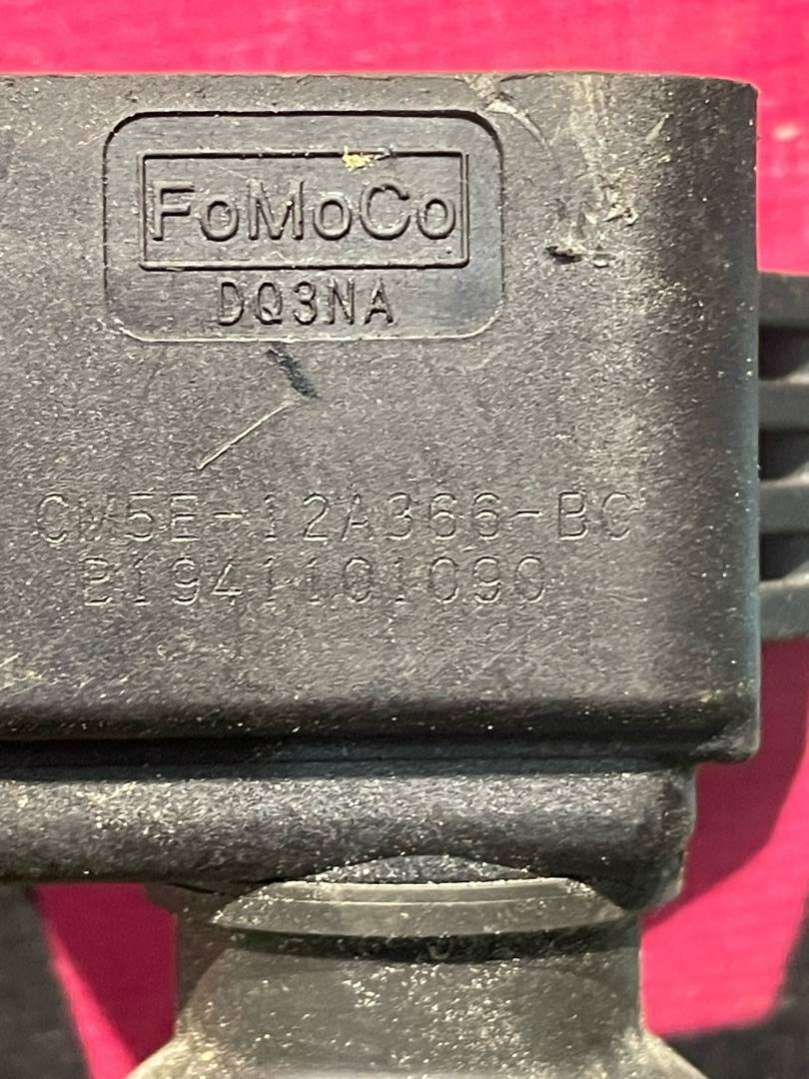 FoMoCo
DQ3NA
CM5E-12A366-BC
B1941101090